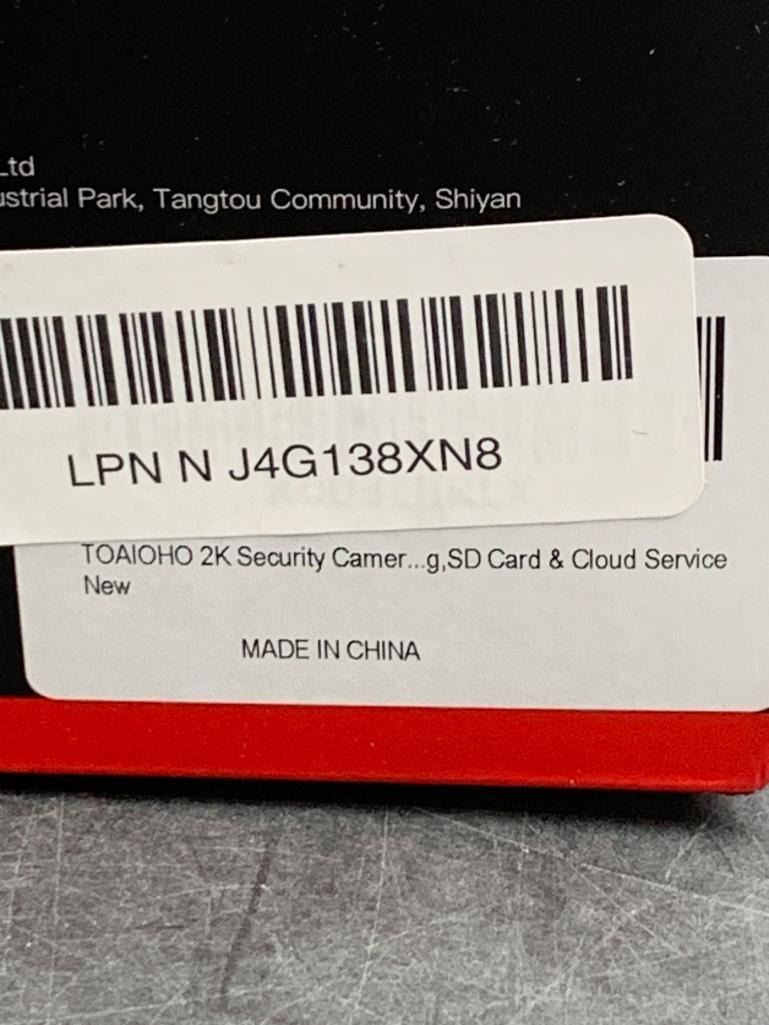 Ltd
ustrial Park, Tangtou Community, Shiyan
LPN N J4G138XN8
TOAIOHO 2K Security Camer...g,SD Card & Cloud Service
New
MADE IN CHINA